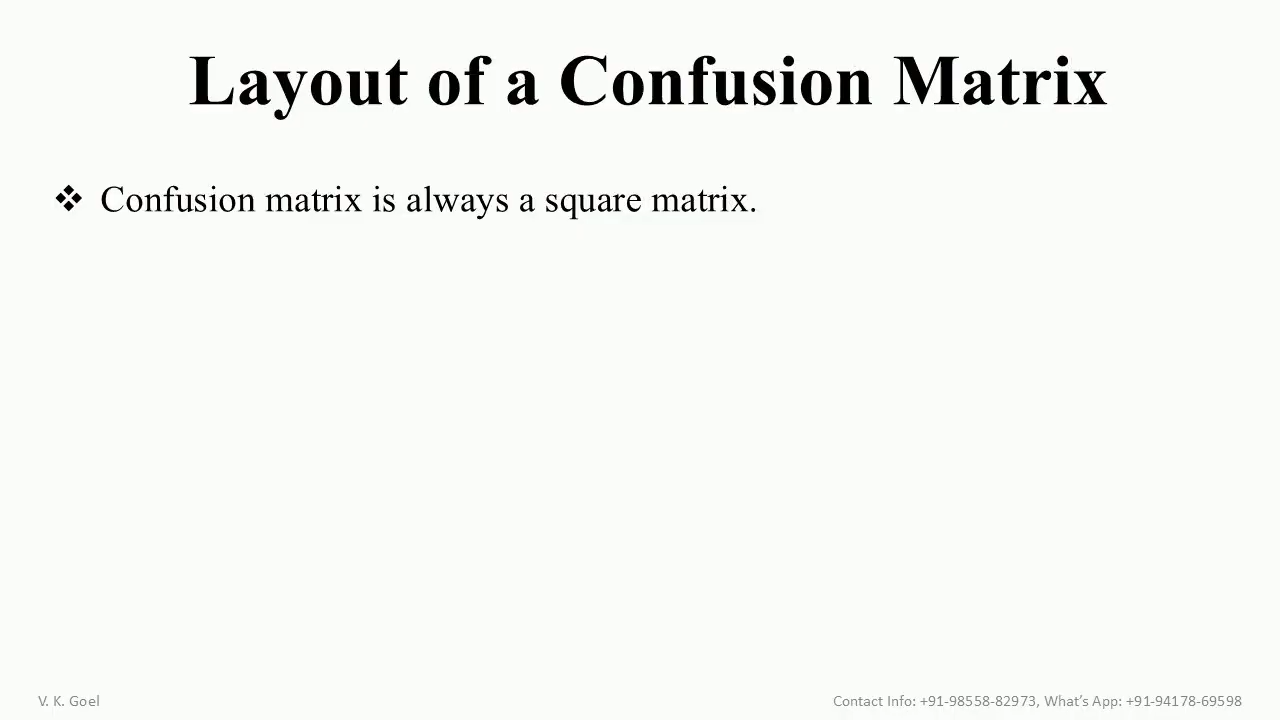 Layout of a Confusion Matrix
❖ Confusion matrix is always a square matrix.
V. K. Goel
Contact Info: +91-98558-82973, What’s App: +91-94178-69598